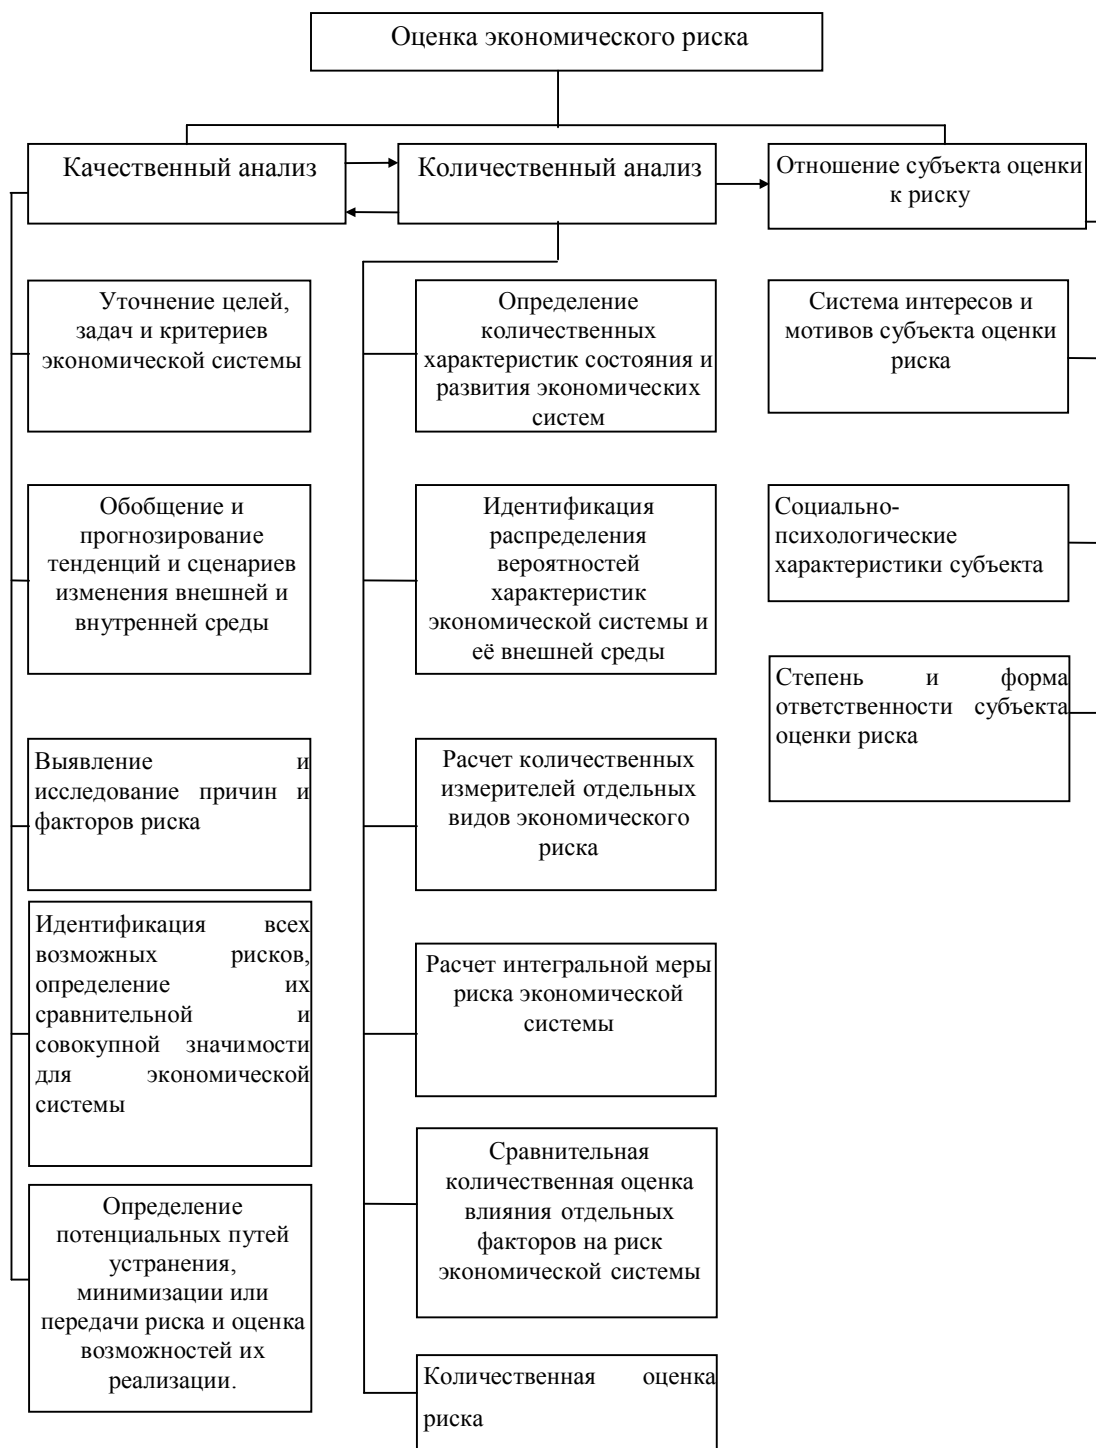 Оценка экономического риска
Качественный анализ
Количественный анализ
Отношение субъекта оценки
к риску
Уточнение целей,
задач и критериев
экономической системы
Обобщение и
прогнозирование
тенденций и сценариев
изменения внешней и
внутренней среды
Выявление и
исследование причин и
факторов риска
Идентификация всех
возможных рисков,
определение их
сравнительной и
совокупной значимости
для экономической
системы
Определение
потенциальных путей
устранения,
минимизации или
передачи риска и оценка
возможностей их
реализации.
Определение
количественных
характеристик состояния и
развития экономических
систем
Идентификация
распределения
вероятностей
характеристик
экономической системы и
её внешней среды
Расчет количественных
измерителей отдельных
видов экономического
риска
Расчет интегральной меры
риска экономической
системы
Сравнительная
количественная оценка
влияния отдельных
факторов на риск
экономической системы
Количественная оценка
риска
Система интересов и
мотивов субъекта оценки
риска
Социально-
психологические
характеристики субъекта
Степень и форма
ответственности субъекта
оценки риска